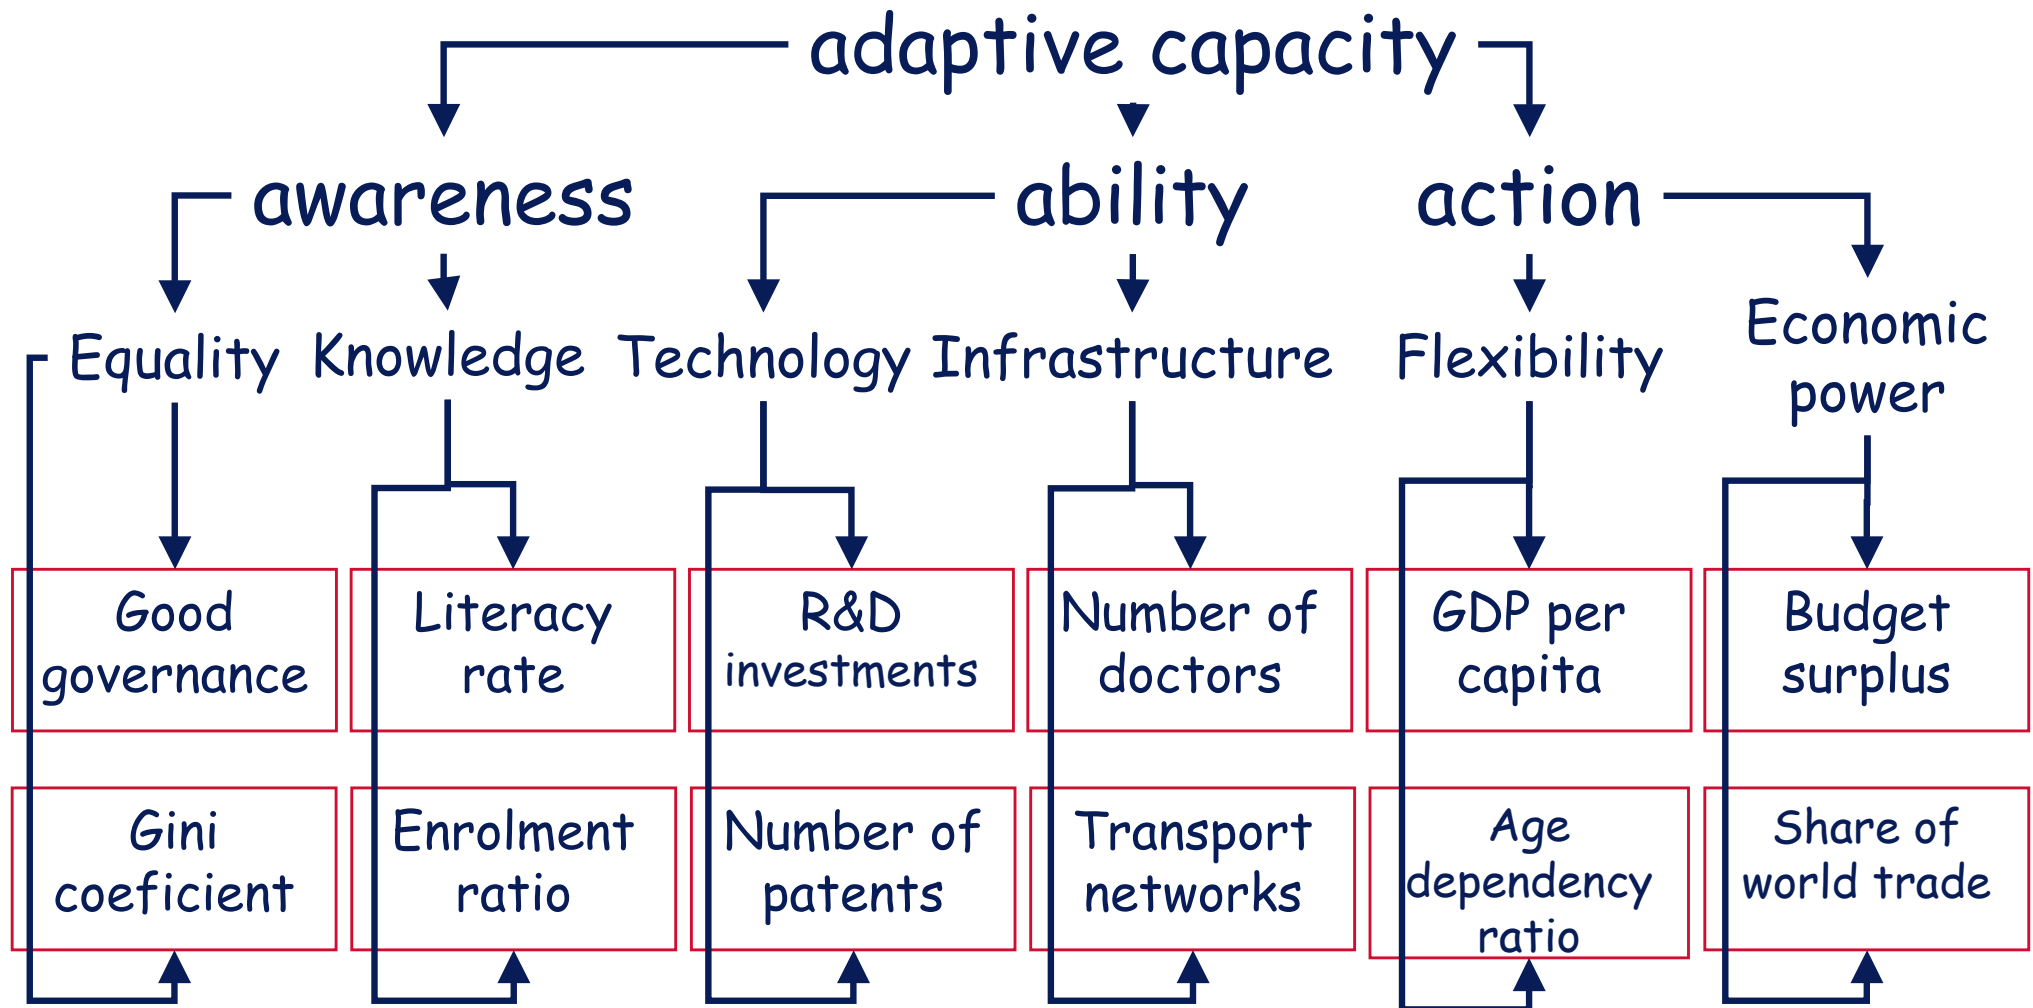 adaptive capacity
awareness
ability
action
Equality
Knowledge
Technology
Infrastructure
Flexibility
Economic
power
Good
governance
Literacy
rate
R&D
investments
Number of
doctors
GDP per
capita
Budget
surplus
Gini
coeficient
Enrolment
ratio
Number of
patents
Transport
networks
Age
dependency
ratio
Share of
world trade